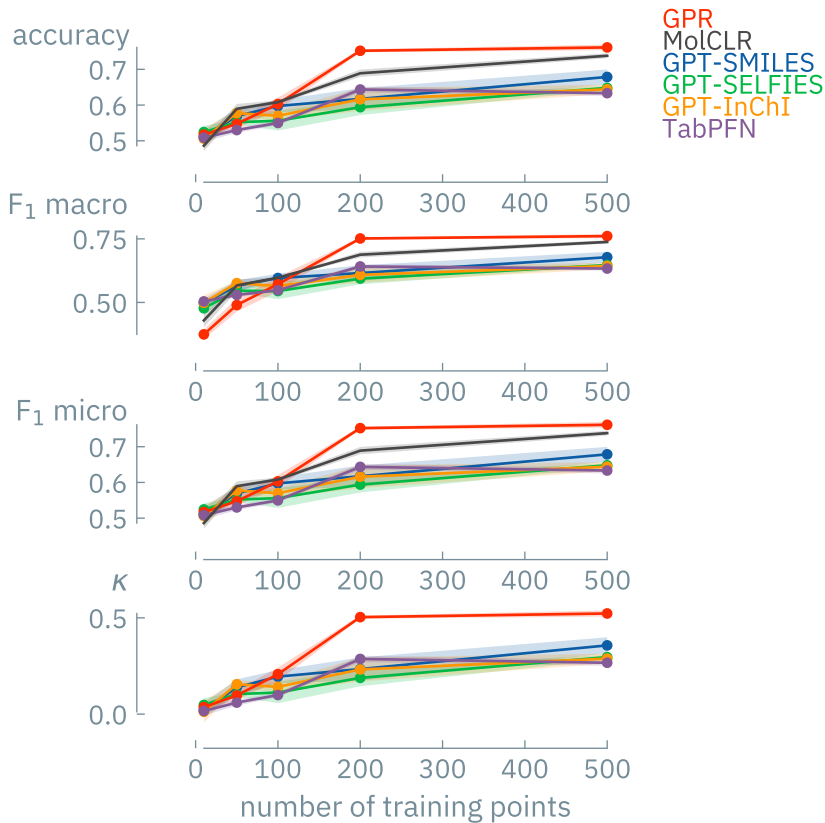 GPR
MolCLR
GPT-SMILES
GPT-SELFIES
GPT-InChI
TabPFN
accuracy
0.7
0.6
0.5
0 100 200 300 400 500
F₁ macro
0.75
0.50
0 100 200 300 400 500
F₁ micro
0.7
0.6
0.5
0 100 200 300 400 500
κ
0.5
0.0
0 100 200 300 400 500
number of training points